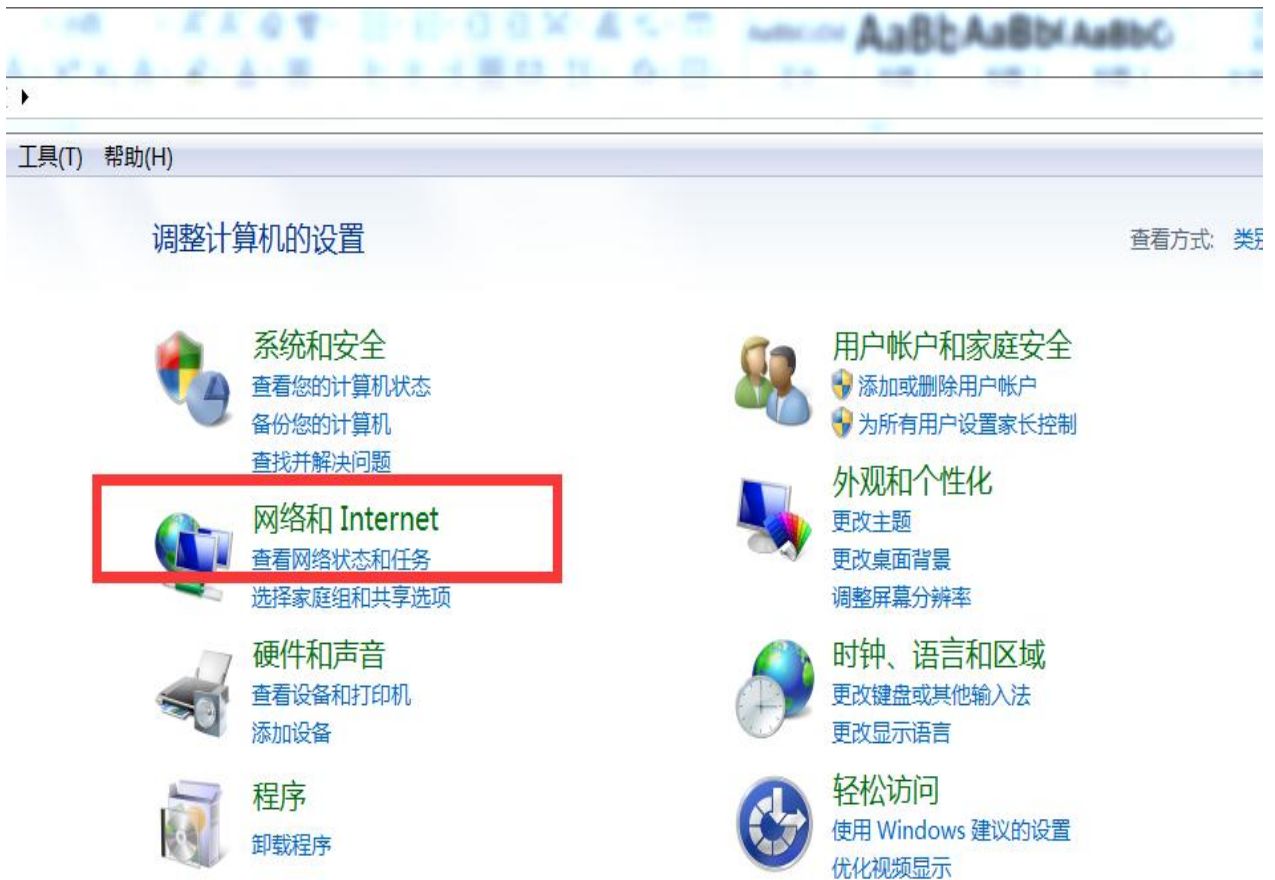 AaBb AaBb AaBbC
工具(T) 帮助(H)
调整计算机的设置
查看方式: 类别
系统和安全
查看您的计算机状态
备份您的计算机
查找并解决问题
网络和 Internet
查看网络状态和任务
选择家庭组和共享选项
硬件和声音
查看设备和打印机
添加设备
程序
卸载程序
用户帐户和家庭安全
添加或删除用户帐户
为所有用户设置家长控制
外观和个性化
更改主题
更改桌面背景
调整屏幕分辨率
时钟、语言和区域
更改键盘或其他输入法
更改显示语言
轻松访问
使用 Windows 建议的设置
优化视频显示